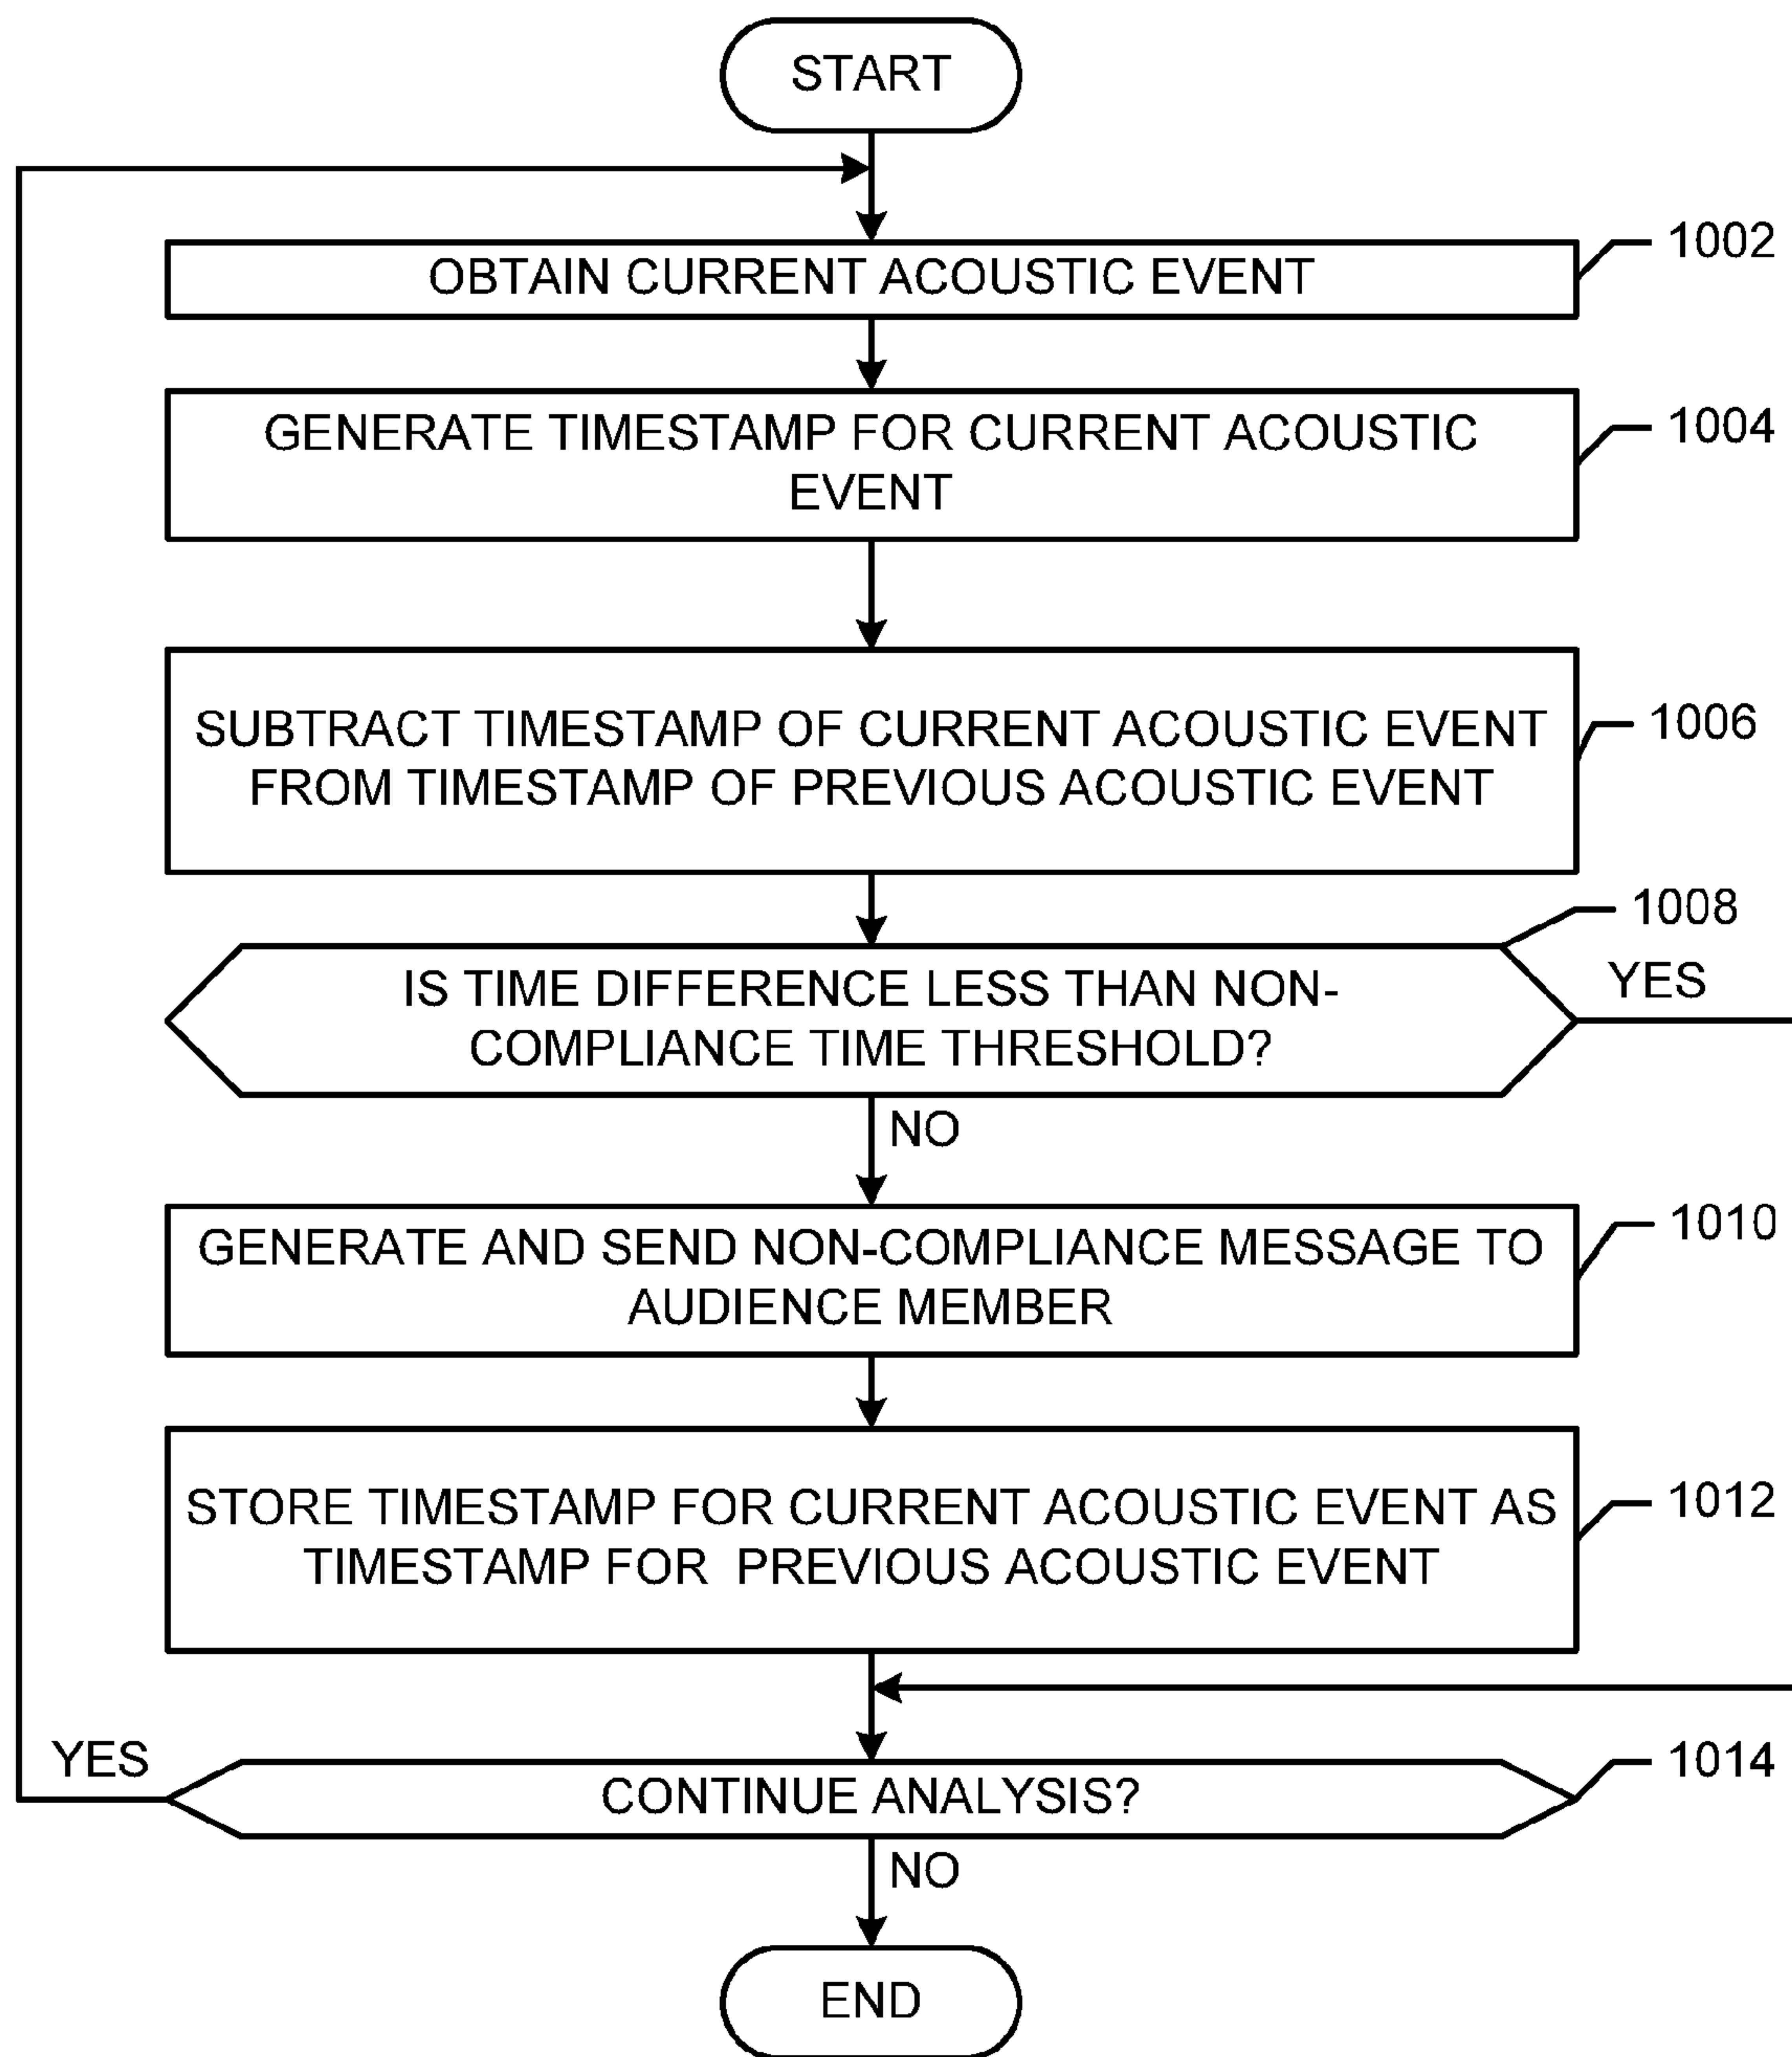 START
OBTAIN CURRENT ACOUSTIC EVENT
1002
GENERATE TIMESTAMP FOR CURRENT ACOUSTIC
EVENT
1004
SUBTRACT TIMESTAMP OF CURRENT ACOUSTIC EVENT
FROM TIMESTAMP OF PREVIOUS ACOUSTIC EVENT
1006
1008
IS TIME DIFFERENCE LESS THAN NON-
COMPLIANCE TIME THRESHOLD?
YES
NO
GENERATE AND SEND NON-COMPLIANCE MESSAGE TO
AUDIENCE MEMBER
1010
STORE TIMESTAMP FOR CURRENT ACOUSTIC EVENT AS
TIMESTAMP FOR PREVIOUS ACOUSTIC EVENT
1012
YES
CONTINUE ANALYSIS?
1014
NO
END